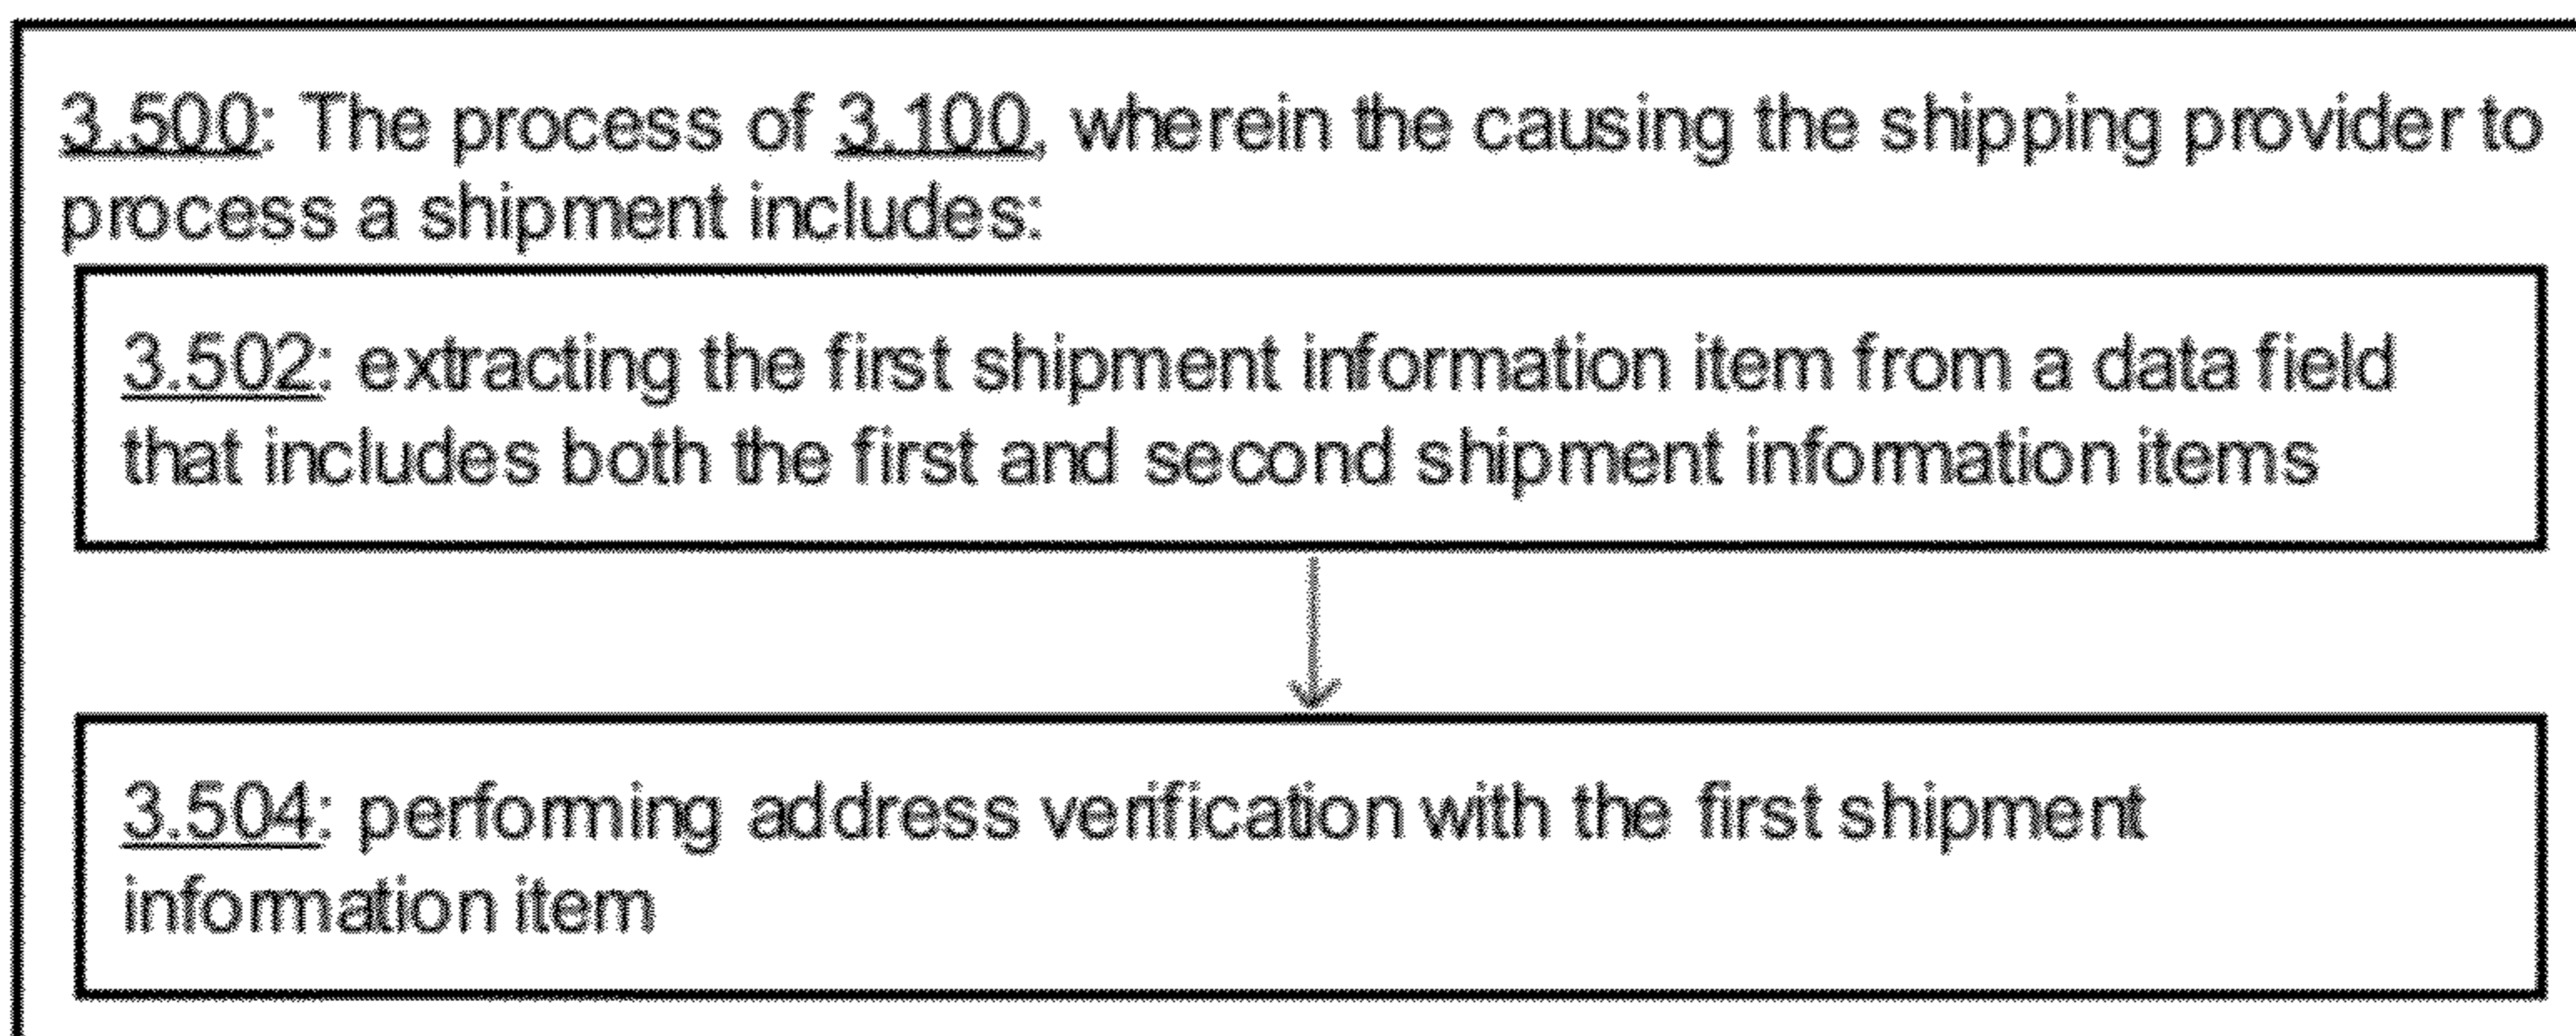 3.500: The process of 3.100, wherein the causing the shipping provider to
process a shipment includes:
3.502: extracting the first shipment information item from a data field
that includes both the first and second shipment information items
3.504: performing address verification with the first shipment
information item